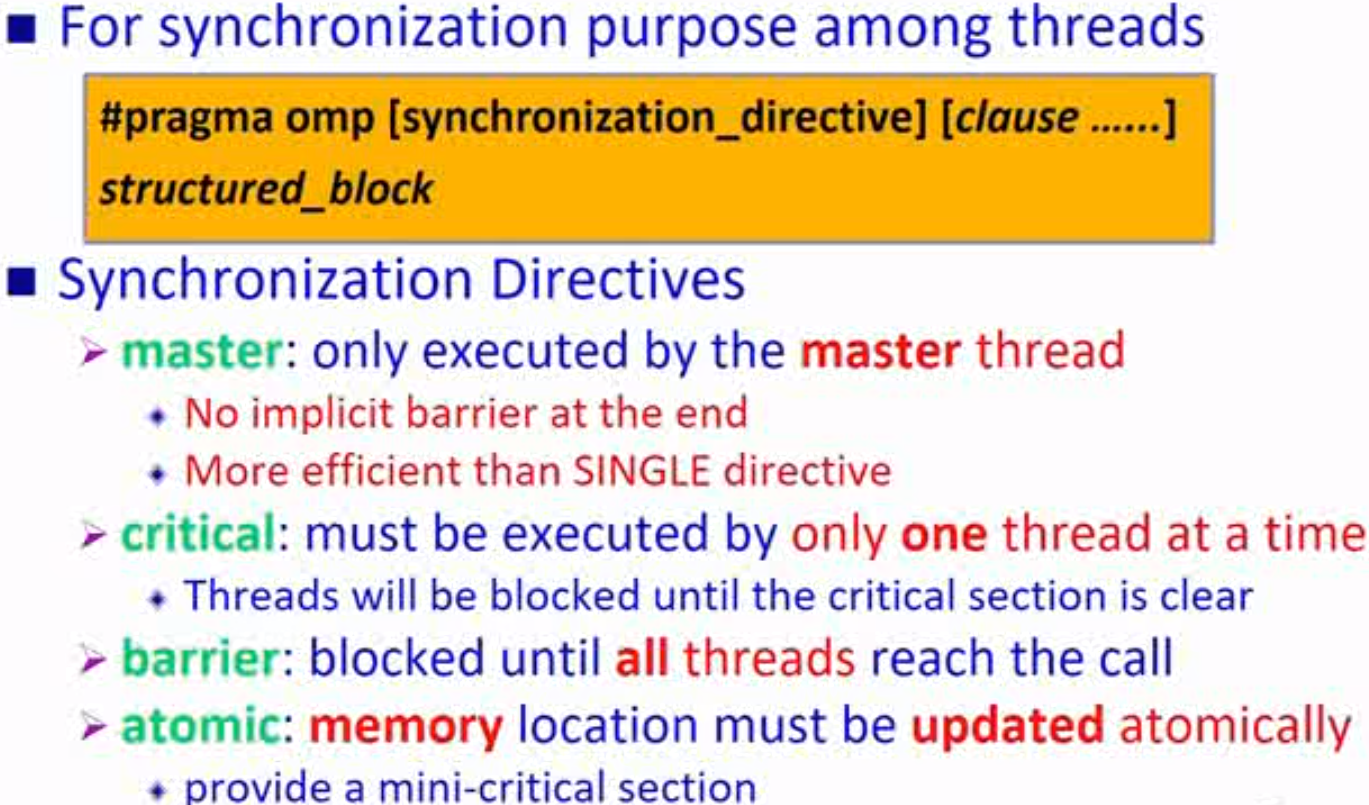 ■ For synchronization purpose among threads
#pragma omp [synchronization_directive] [clause ......]
structured_block
■ Synchronization Directives
➢ master: only executed by the master thread
◆ No implicit barrier at the end
◆ More efficient than SINGLE directive
➢ critical: must be executed by only one thread at a time
◆ Threads will be blocked until the critical section is clear
➢ barrier: blocked until all threads reach the call
➢ atomic: memory location must be updated atomically
◆ provide a mini-critical section